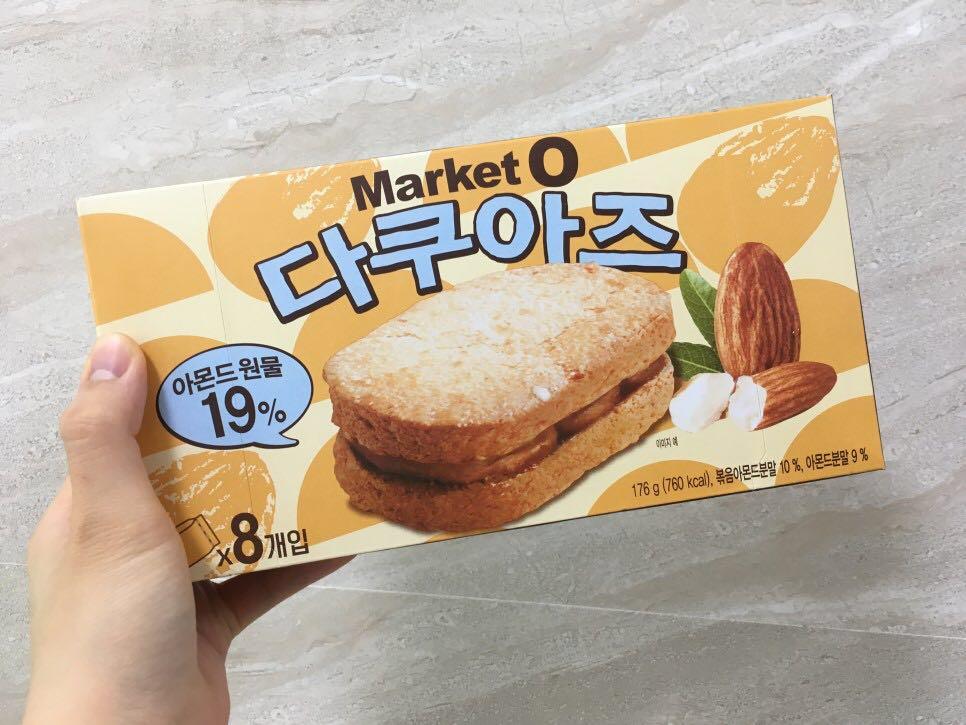 Market O
다쿠아즈
아몬드 원물
19%
x8개입
이미지 예
176 g (760 kcal), 볶음아몬드분말 10 %, 아몬드분말 9 %